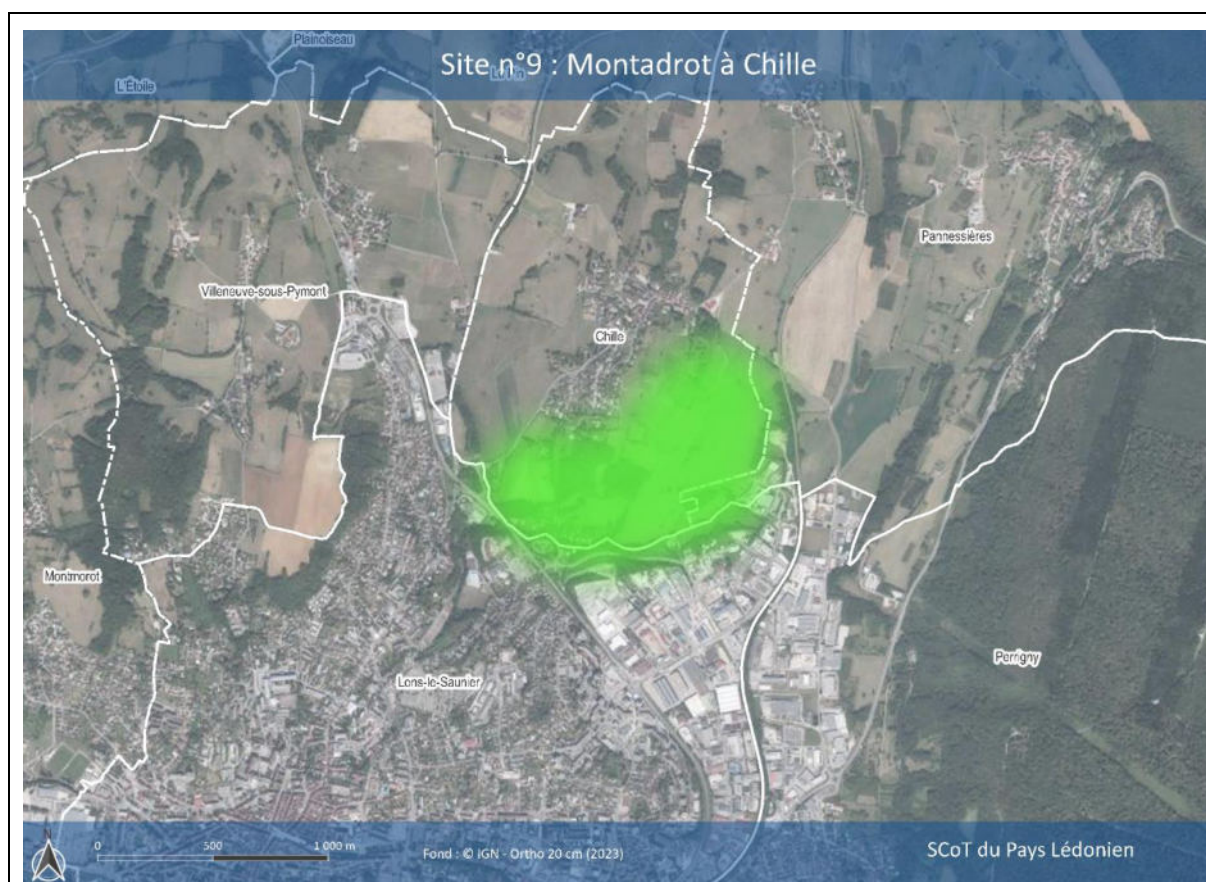 Plainoiseau
Site n°9 : Montadrot à Chille
L'Étoile
Pannessières
Villeneuve-sous-Pymont
Chille
Montmorot
Perrigny
Lons-le-Saunier
N
0 500 1 000 m
Fond : © IGN - Ortho 20 cm (2023)
SCoT du Pays Lédonien